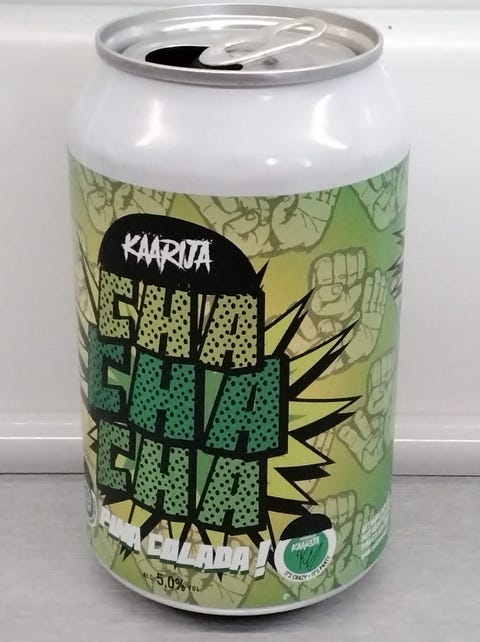 KAARIJA
CHA
CHA
CHA
PINA COLADA!
KAARIJA
IT'S CRAZY - IT'S PARTY
ALC 5,0% VOL.